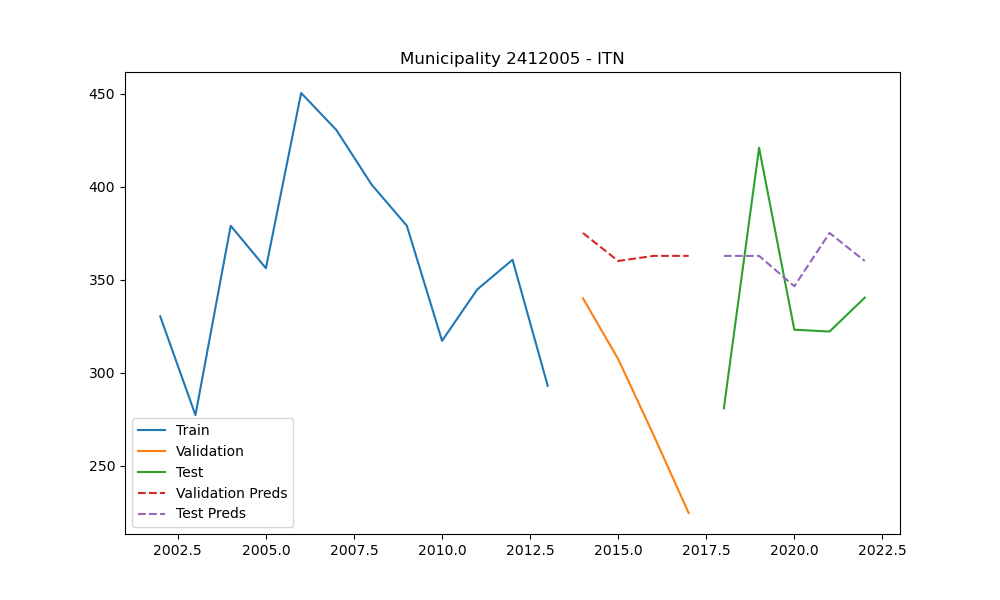 Municipality 2412005 - ITN
450
400
350
300
250
Train
Validation
Test
Validation Preds
Test Preds
2002.5 2005.0 2007.5 2010.0 2012.5 2015.0 2017.5 2020.0 2022.5